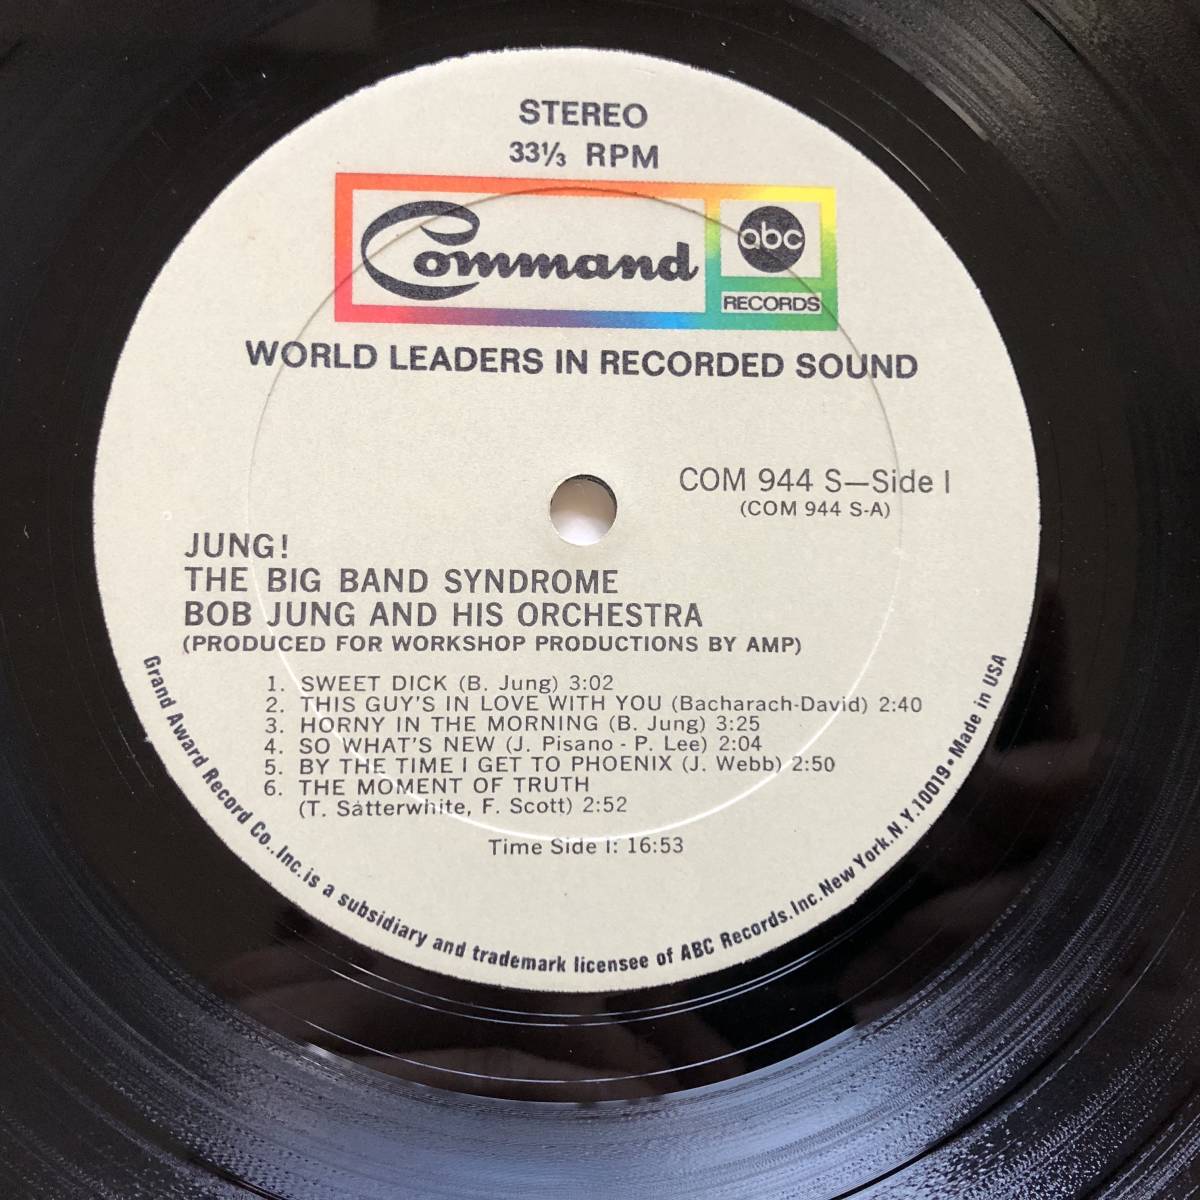 STEREO
33⅓ RPM
Command
abc
RECORDS
WORLD LEADERS IN RECORDED SOUND
COM 944 S—Side I
(COM 944 S-A)
JUNG!
THE BIG BAND SYNDROME
BOB JUNG AND HIS ORCHESTRA
(PRODUCED FOR WORKSHOP PRODUCTIONS BY AMP)
1. SWEET DICK (B. Jung) 3:02
2. THIS GUY'S IN LOVE WITH YOU (Bacharach-David) 2:40
3. HORNY IN THE MORNING (B. Jung) 3:25
4. SO WHAT'S NEW (J. Pisano - P. Lee) 2:04
5. BY THE TIME I GET TO PHOENIX (J. Webb) 2:50
6. THE MOMENT OF TRUTH
(T. Satterwhite, F. Scott) 2:52
Time Side I: 16:53
Grand Award Record Co., Inc. is a subsidiary and trademark licensee of ABC Records, Inc. New York, N.Y. 10019 • Made in USA